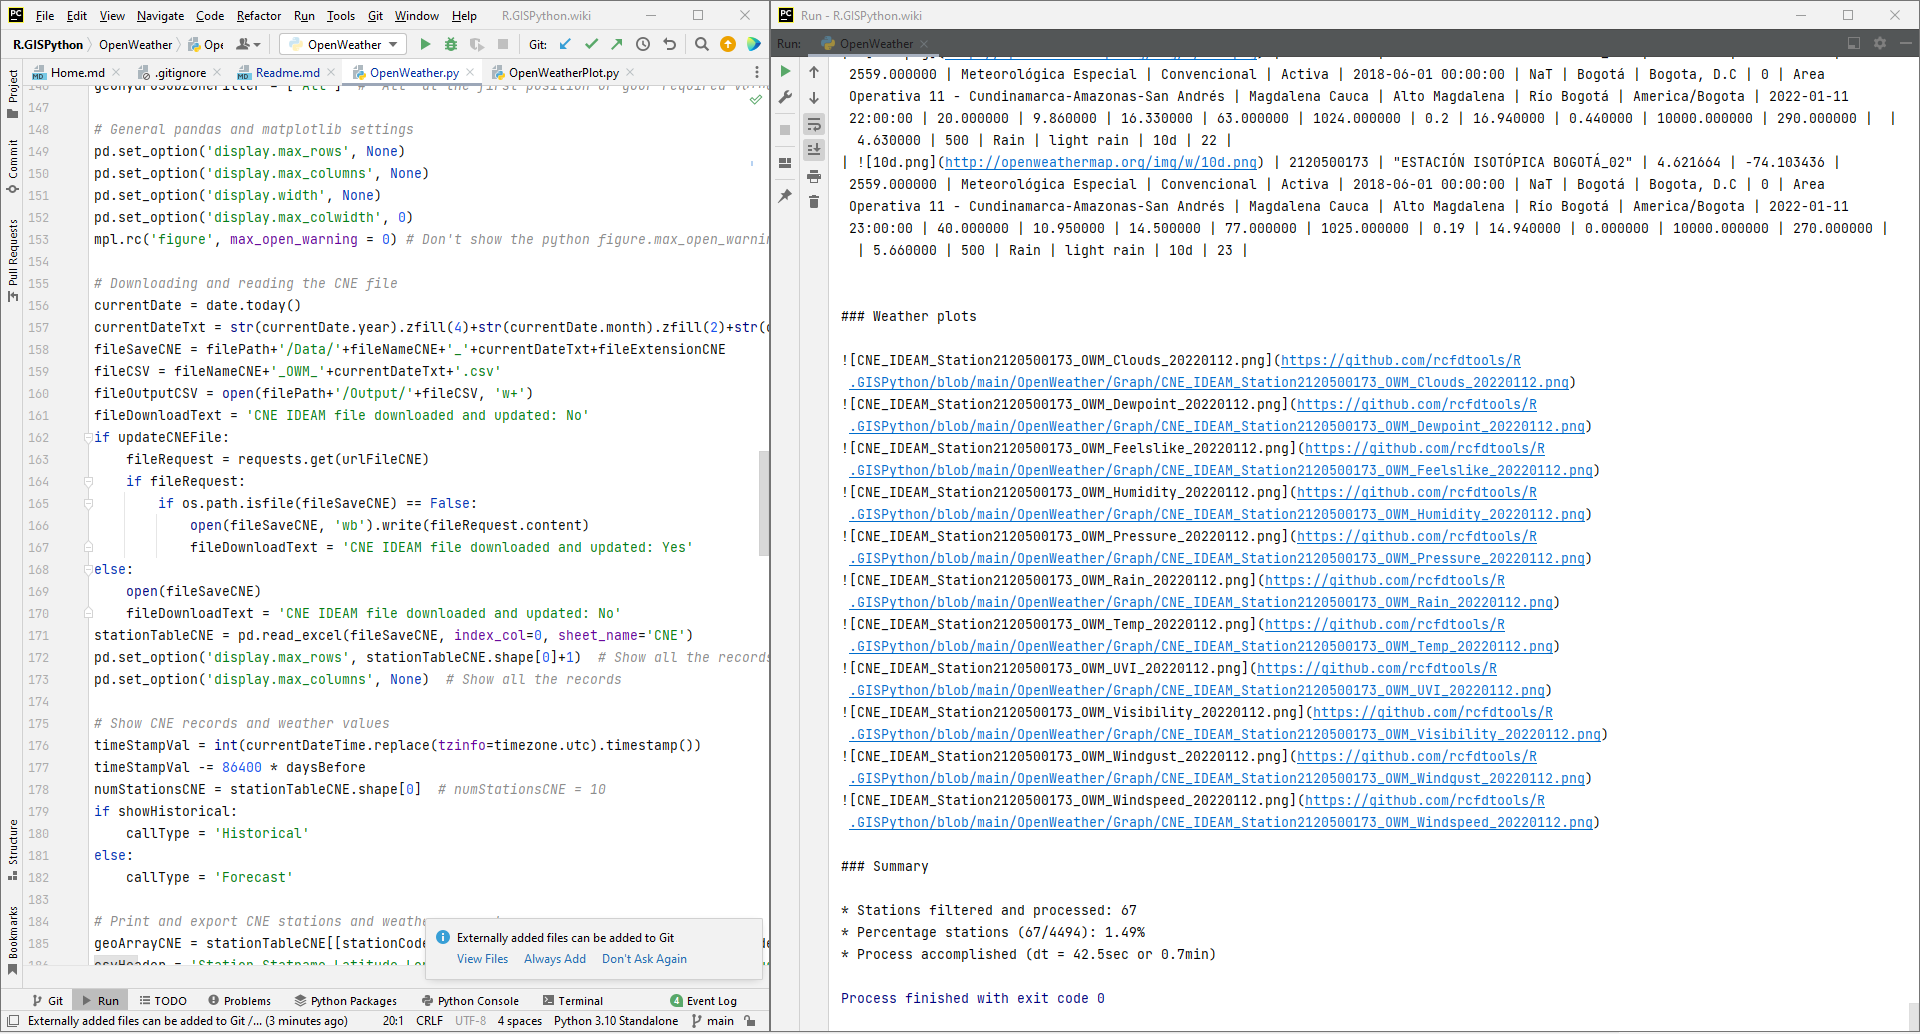 File Edit View Navigate Code Refactor Run Tools Git Window Help R.GISPython.wiki
R.GISPython OpenWeather Ope OpenWeather Git:
Home.md .gitignore Readme.md OpenWeather.py OpenWeatherPlot.py
Project
Commit
Pull Requests
Structure
Bookmarks
147
148 # General pandas and matplotlib settings
149 pd.set_option('display.max_rows', None)
150 pd.set_option('display.max_columns', None)
151 pd.set_option('display.width', None)
152 pd.set_option('display.max_colwidth', 0)
153 mpl.rc('figure', max_open_warning = 0) # Don't show the python figure.max_open_warnin
154
155 # Downloading and reading the CNE file
156 currentDate = date.today()
157 currentDateTxt = str(currentDate.year).zfill(4)+str(currentDate.month).zfill(2)+str(
158 fileSaveCNE = filePath+'/Data/'+fileNameCNE+'_'+currentDateTxt+fileExtensionCNE
159 fileCSV = fileNameCNE+'_OWM_'+currentDateTxt+'.csv'
160 fileOutputCSV = open(filePath+'/Output/'+fileCSV, 'w+')
161 fileDownloadText = 'CNE IDEAM file downloaded and updated: No'
162 if updateCNEFile:
163 fileRequest = requests.get(urlFileCNE)
164 if fileRequest:
165 if os.path.isfile(fileSaveCNE) == False:
166 open(fileSaveCNE, 'wb').write(fileRequest.content)
167 fileDownloadText = 'CNE IDEAM file downloaded and updated: Yes'
168 else:
169 open(fileSaveCNE)
170 fileDownloadText = 'CNE IDEAM file downloaded and updated: No'
171 stationTableCNE = pd.read_excel(fileSaveCNE, index_col=0, sheet_name='CNE')
172 pd.set_option('display.max_rows', stationTableCNE.shape[0]+1) # Show all the records
173 pd.set_option('display.max_columns', None) # Show all the records
174
175 # Show CNE records and weather values
176 timeStampVal = int(currentDateTime.replace(tzinfo=timezone.utc).timestamp())
177 timeStampVal -= 86400 * daysBefore
178 numStationsCNE = stationTableCNE.shape[0] # numStationsCNE = 10
179 if showHistorical:
180 callType = 'Historical'
181 else:
182 callType = 'Forecast'
183
184 # Print and export CNE stations and weathe
185 geoArrayCNE = stationTableCNE[[stationCode
Externally added files can be added to Git
View Files Always Add Don't Ask Again
Git Run TODO Problems Python Packages Python Console Terminal 4 Event Log
Externally added files can be added to Git /... (3 minutes ago) 20:1 CRLF UTF-8 4 spaces Python 3.10 Standalone main
Run - R.GISPython.wiki
Run: OpenWeather
2559.000000 | Meteorológica Especial | Convencional | Activa | 2018-06-01 00:00:00 | NaT | Bogotá | Bogota, D.C | 0 | Area
Operativa 11 - Cundinamarca-Amazonas-San Andrés | Magdalena Cauca | Alto Magdalena | Río Bogotá | America/Bogota | 2022-01-11
22:00:00 | 20.000000 | 9.860000 | 16.330000 | 63.000000 | 1024.000000 | 0.2 | 16.940000 | 0.440000 | 10000.000000 | 290.000000 | |
4.630000 | 500 | Rain | light rain | 10d | 22 |
| ![10d.png](http://openweathermap.org/img/w/10d.png) | 2120500173 | "ESTACIÓN ISOTÓPICA BOGOTÁ_02" | 4.621664 | -74.103436 |
2559.000000 | Meteorológica Especial | Convencional | Activa | 2018-06-01 00:00:00 | NaT | Bogotá | Bogota, D.C | 0 | Area
Operativa 11 - Cundinamarca-Amazonas-San Andrés | Magdalena Cauca | Alto Magdalena | Río Bogotá | America/Bogota | 2022-01-11
23:00:00 | 40.000000 | 10.950000 | 14.500000 | 77.000000 | 1025.000000 | 0.19 | 14.940000 | 0.000000 | 10000.000000 | 270.000000 |
| 5.660000 | 500 | Rain | light rain | 10d | 23 |
### Weather plots
![CNE_IDEAM_Station2120500173_OWM_Clouds_20220112.png](https://github.com/rcfdtools/R
.GISPython/blob/main/OpenWeather/Graph/CNE_IDEAM_Station2120500173_OWM_Clouds_20220112.png)
![CNE_IDEAM_Station2120500173_OWM_Dewpoint_20220112.png](https://github.com/rcfdtools/R
.GISPython/blob/main/OpenWeather/Graph/CNE_IDEAM_Station2120500173_OWM_Dewpoint_20220112.png)
![CNE_IDEAM_Station2120500173_OWM_Feelslike_20220112.png](https://github.com/rcfdtools/R
.GISPython/blob/main/OpenWeather/Graph/CNE_IDEAM_Station2120500173_OWM_Feelslike_20220112.png)
![CNE_IDEAM_Station2120500173_OWM_Humidity_20220112.png](https://github.com/rcfdtools/R
.GISPython/blob/main/OpenWeather/Graph/CNE_IDEAM_Station2120500173_OWM_Humidity_20220112.png)
![CNE_IDEAM_Station2120500173_OWM_Pressure_20220112.png](https://github.com/rcfdtools/R
.GISPython/blob/main/OpenWeather/Graph/CNE_IDEAM_Station2120500173_OWM_Pressure_20220112.png)
![CNE_IDEAM_Station2120500173_OWM_Rain_20220112.png](https://github.com/rcfdtools/R
.GISPython/blob/main/OpenWeather/Graph/CNE_IDEAM_Station2120500173_OWM_Rain_20220112.png)
![CNE_IDEAM_Station2120500173_OWM_Temp_20220112.png](https://github.com/rcfdtools/R
.GISPython/blob/main/OpenWeather/Graph/CNE_IDEAM_Station2120500173_OWM_Temp_20220112.png)
![CNE_IDEAM_Station2120500173_OWM_UVI_20220112.png](https://github.com/rcfdtools/R
.GISPython/blob/main/OpenWeather/Graph/CNE_IDEAM_Station2120500173_OWM_UVI_20220112.png)
![CNE_IDEAM_Station2120500173_OWM_Visibility_20220112.png](https://github.com/rcfdtools/R
.GISPython/blob/main/OpenWeather/Graph/CNE_IDEAM_Station2120500173_OWM_Visibility_20220112.png)
![CNE_IDEAM_Station2120500173_OWM_Windgust_20220112.png](https://github.com/rcfdtools/R
.GISPython/blob/main/OpenWeather/Graph/CNE_IDEAM_Station2120500173_OWM_Windgust_20220112.png)
![CNE_IDEAM_Station2120500173_OWM_Windspeed_20220112.png](https://github.com/rcfdtools/R
.GISPython/blob/main/OpenWeather/Graph/CNE_IDEAM_Station2120500173_OWM_Windspeed_20220112.png)
### Summary
* Stations filtered and processed: 67
* Percentage stations (67/4494): 1.49%
* Process accomplished (dt = 42.5sec or 0.7min)
Process finished with exit code 0